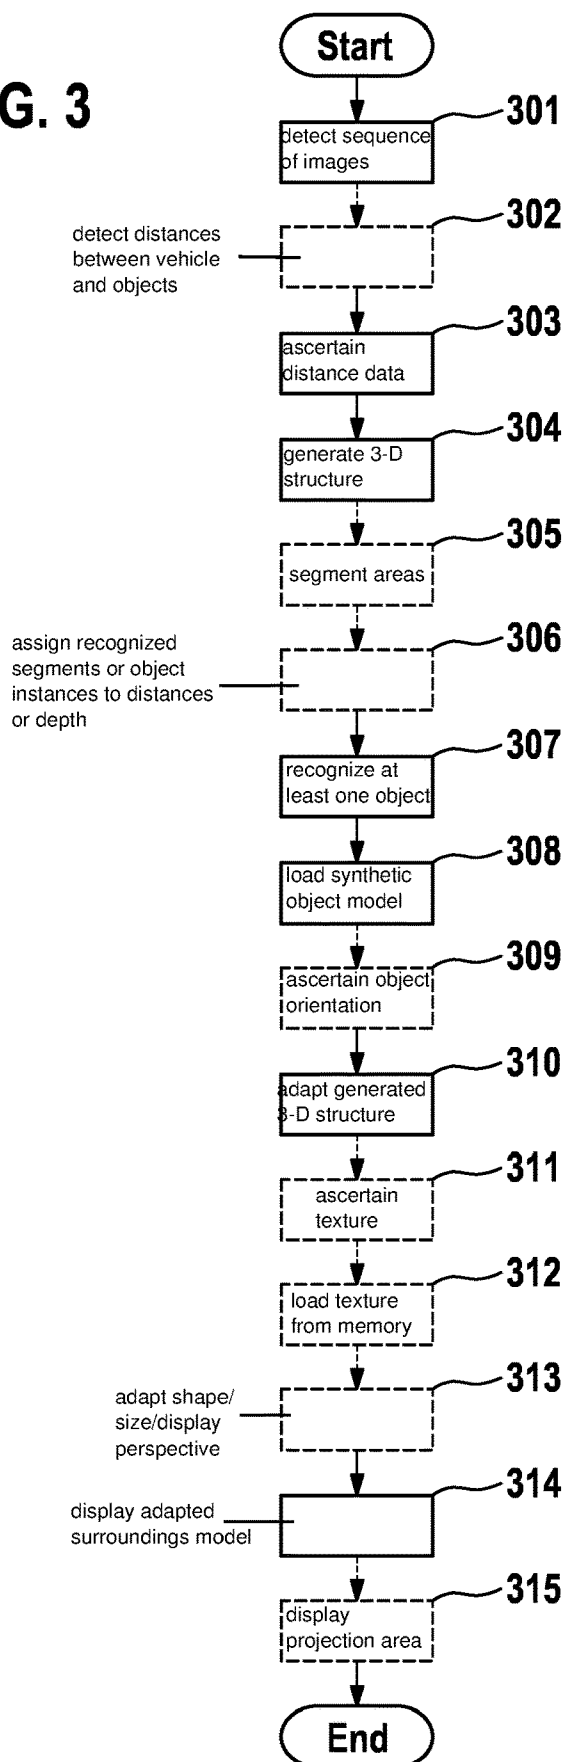 Start
G. 3
301
detect sequence
of images
302
detect distances
between vehicle
and objects
303
ascertain
distance data
304
generate 3-D
structure
305
segment areas
306
assign recognized
segments or object
instances to distances
or depth
307
recognize at
least one object
308
load synthetic
object model
309
ascertain object
orientation
310
adapt generated
3-D structure
311
ascertain
texture
312
load texture
from memory
313
adapt shape/
size/display
perspective
314
display adapted
surroundings model
315
display
projection area
End